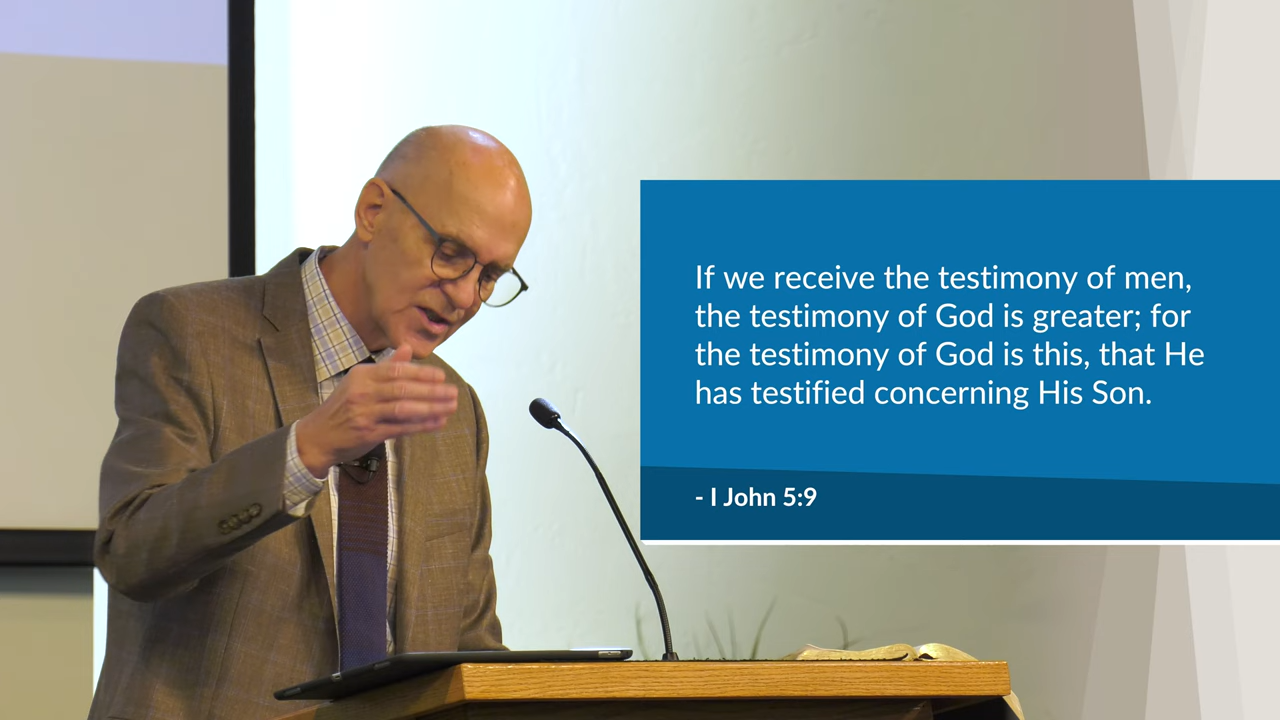 If we receive the testimony of men,
the testimony of God is greater; for
the testimony of God is this, that He
has testified concerning His Son.
- I John 5:9